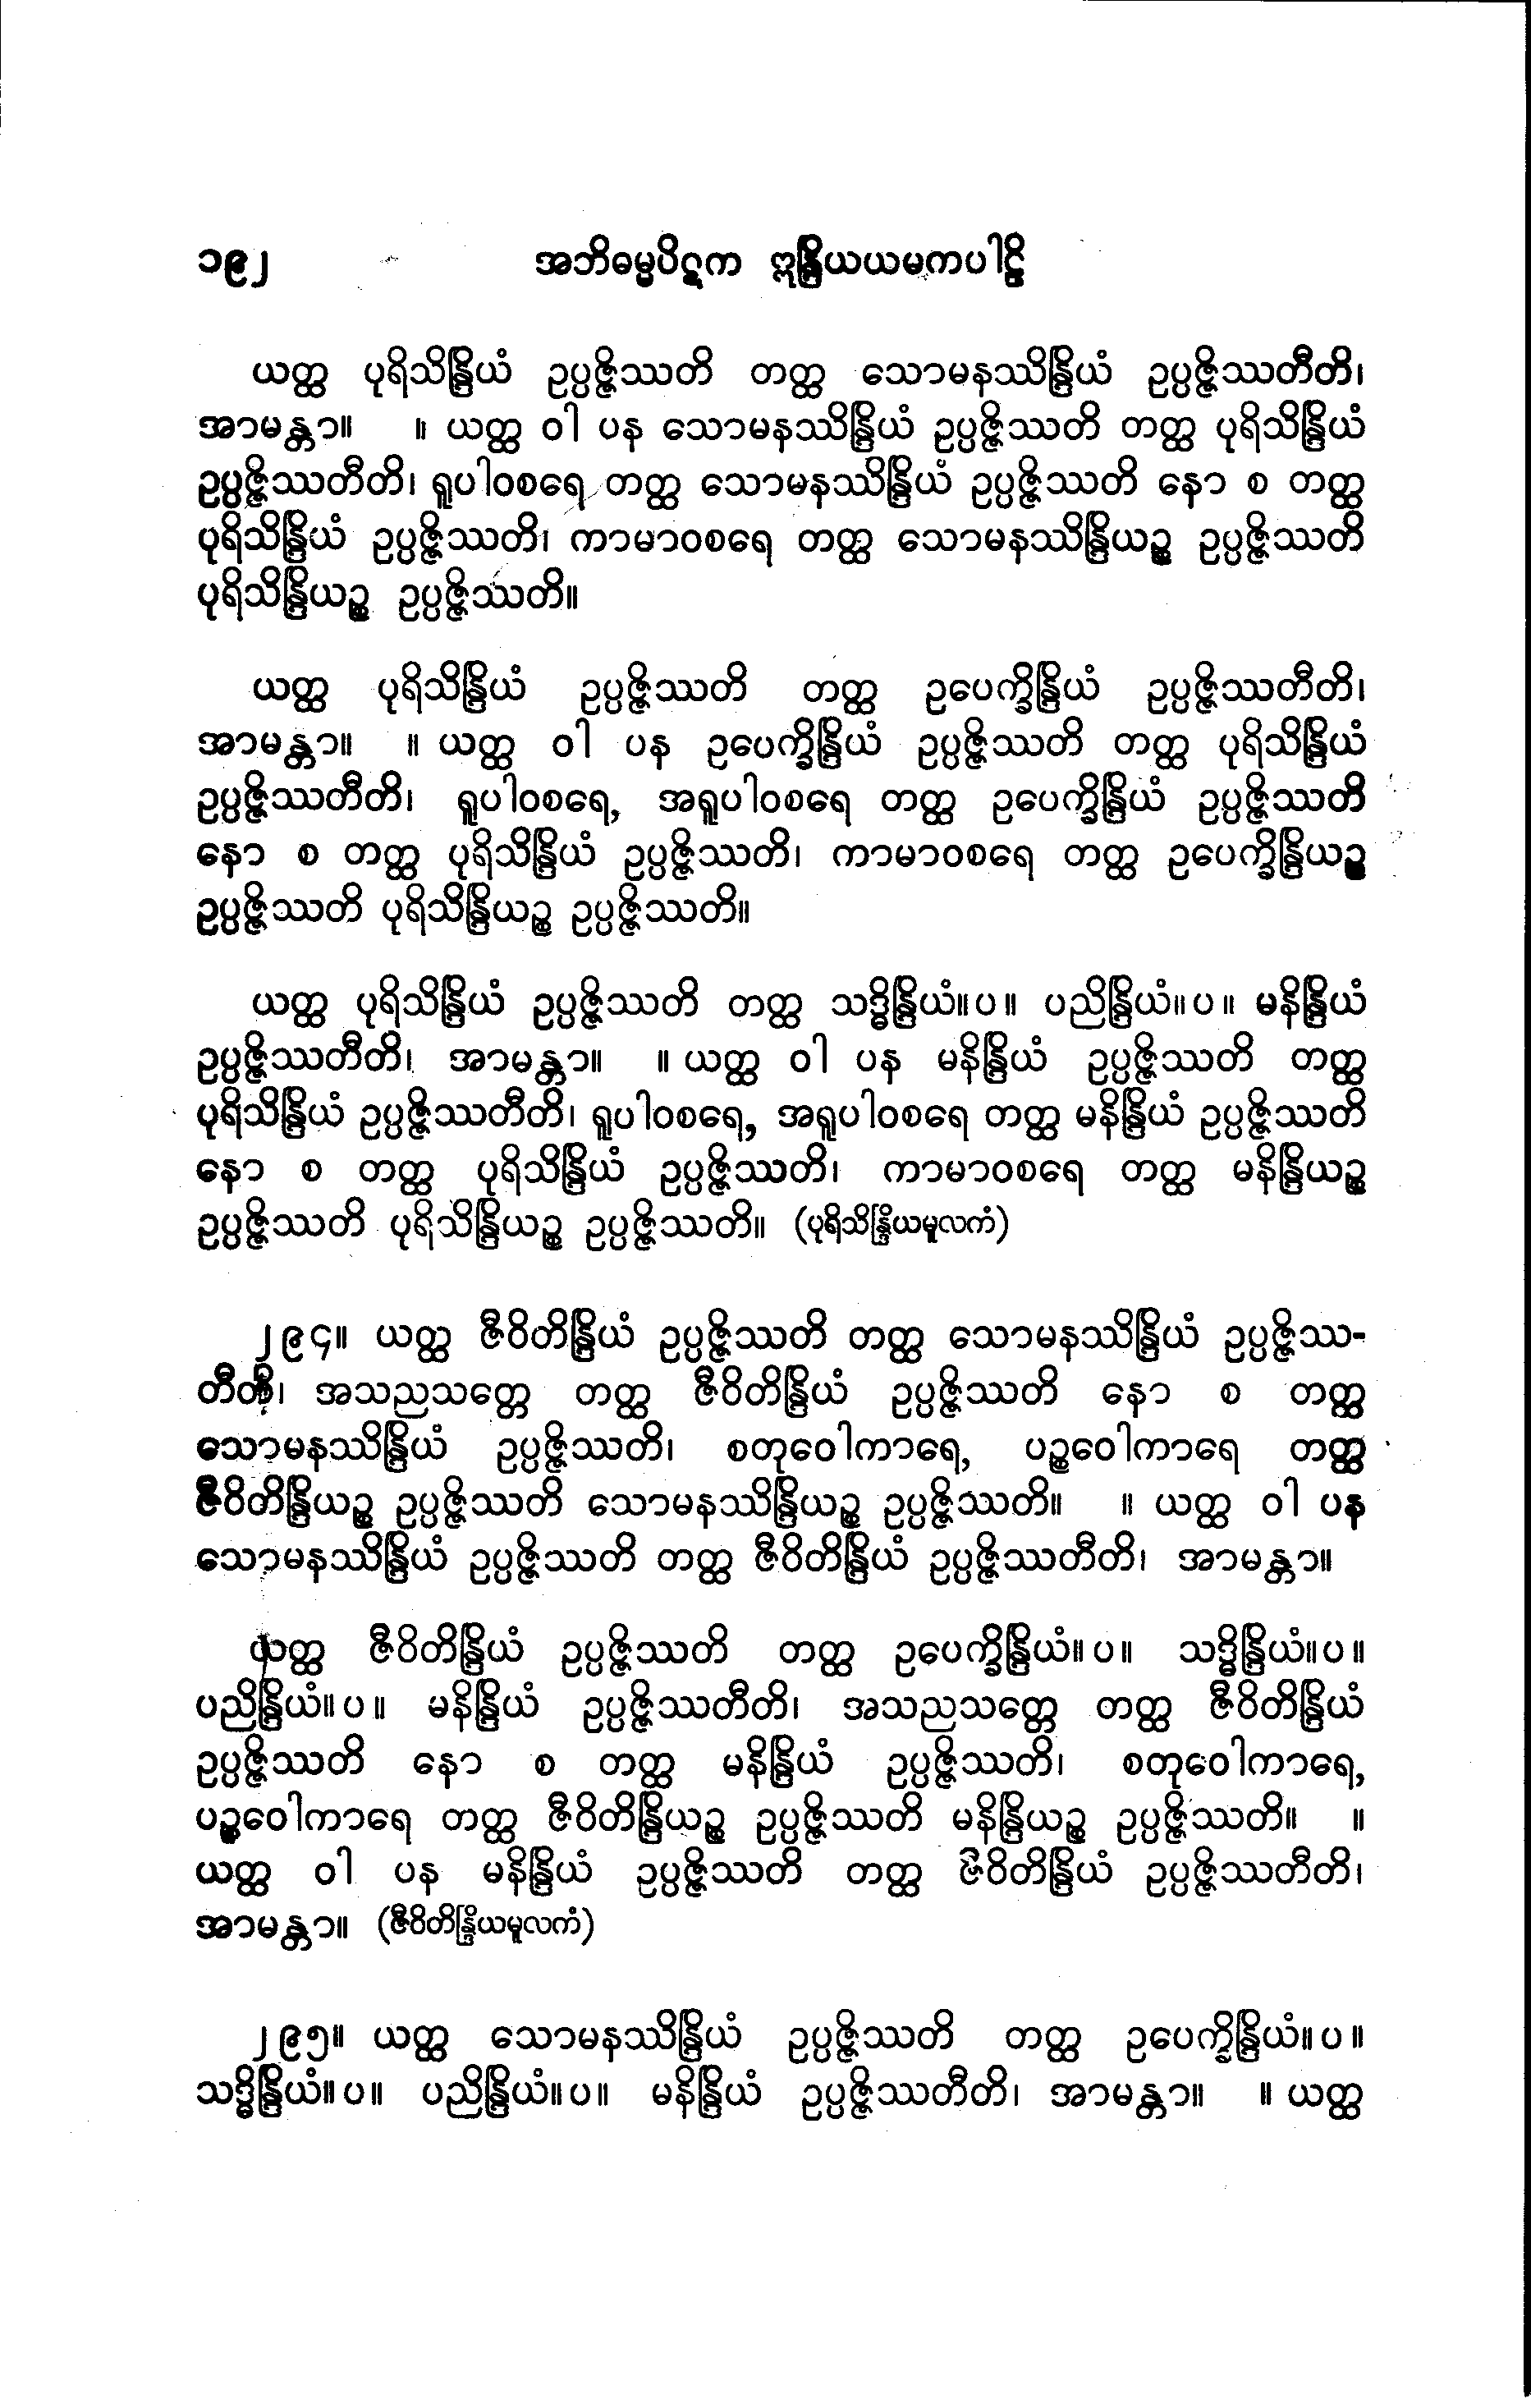 ၁၉၂ အဘိဓမ္မပိဋက ဣန္ဒြိယယမကပါဠိ
ယတ္ထ ပုရိသိန္ဒြိယံ ဥပ္ပဇ္ဇိဿတိ တတ္ထ သောမနဿိန္ဒြိယံ ဥပ္ပဇ္ဇိဿတီတိ၊
အာမန္တာ။ ။ ယတ္ထ ဝါ ပန သောမနဿိန္ဒြိယံ ဥပ္ပဇ္ဇိဿတိ တတ္ထ ပုရိသိန္ဒြိယံ
ဥပ္ပဇ္ဇိဿတီတိ၊ ရူပါဝစရေ တတ္ထ သောမနဿိန္ဒြိယံ ဥပ္ပဇ္ဇိဿတိ နော စ တတ္ထ
ပုရိသိန္ဒြိယံ ဥပ္ပဇ္ဇိဿတိ၊ ကာမာဝစရေ တတ္ထ သောမနဿိန္ဒြိယဉ္စ ဥပ္ပဇ္ဇိဿတိ
ပုရိသိန္ဒြိယဉ္စ ဥပ္ပဇ္ဇိဿတိ။
ယတ္ထ ပုရိသိန္ဒြိယံ ဥပ္ပဇ္ဇိဿတိ တတ္ထ ဥပေက္ခိန္ဒြိယံ ဥပ္ပဇ္ဇိဿတီတိ၊
အာမန္တာ။ ။ ယတ္ထ ဝါ ပန ဥပေက္ခိန္ဒြိယံ ဥပ္ပဇ္ဇိဿတိ တတ္ထ ပုရိသိန္ဒြိယံ
ဥပ္ပဇ္ဇိဿတီတိ၊ ရူပါဝစရေ, အရူပါဝစရေ တတ္ထ ဥပေက္ခိန္ဒြိယံ ဥပ္ပဇ္ဇိဿတိ
နော စ တတ္ထ ပုရိသိန္ဒြိယံ ဥပ္ပဇ္ဇိဿတိ၊ ကာမာဝစရေ တတ္ထ ဥပေက္ခိန္ဒြိယဉ္စ
ဥပ္ပဇ္ဇိဿတိ ပုရိသိန္ဒြိယဉ္စ ဥပ္ပဇ္ဇိဿတိ။
ယတ္ထ ပုရိသိန္ဒြိယံ ဥပ္ပဇ္ဇိဿတိ တတ္ထ သဒ္ဓိန္ဒြိယံ။ပ။ ပညိန္ဒြိယံ။ပ။ မနိန္ဒြိယံ
ဥပ္ပဇ္ဇိဿတီတိ၊ အာမန္တာ။ ။ ယတ္ထ ဝါ ပန မနိန္ဒြိယံ ဥပ္ပဇ္ဇိဿတိ တတ္ထ
ပုရိသိန္ဒြိယံ ဥပ္ပဇ္ဇိဿတီတိ၊ ရူပါဝစရေ, အရူပါဝစရေ တတ္ထ မနိန္ဒြိယံ ဥပ္ပဇ္ဇိဿတိ
နော စ တတ္ထ ပုရိသိန္ဒြိယံ ဥပ္ပဇ္ဇိဿတိ၊ ကာမာဝစရေ တတ္ထ မနိန္ဒြိယဉ္စ
ဥပ္ပဇ္ဇိဿတိ ပုရိသိန္ဒြိယဉ္စ ဥပ္ပဇ္ဇိဿတိ။ (ပုရိသိန္ဒြိယမူလကံ)
၂၉၄။ ယတ္ထ ဇီဝိတိန္ဒြိယံ ဥပ္ပဇ္ဇိဿတိ တတ္ထ သောမနဿိန္ဒြိယံ ဥပ္ပဇ္ဇိဿ-
တီတိ၊ အသညသတ္တေ တတ္ထ ဇီဝိတိန္ဒြိယံ ဥပ္ပဇ္ဇိဿတိ နော စ တတ္ထ
သောမနဿိန္ဒြိယံ ဥပ္ပဇ္ဇိဿတိ၊ စတုဝေါကာရေ, ပဉ္စဝေါကာရေ တတ္ထ
ဇီဝိတိန္ဒြိယဉ္စ ဥပ္ပဇ္ဇိဿတိ သောမနဿိန္ဒြိယဉ္စ ဥပ္ပဇ္ဇိဿတိ။ ။ ယတ္ထ ဝါ ပန
သောမနဿိန္ဒြိယံ ဥပ္ပဇ္ဇိဿတိ တတ္ထ ဇီဝိတိန္ဒြိယံ ဥပ္ပဇ္ဇိဿတီတိ၊ အာမန္တာ။
ယတ္ထ ဇီဝိတိန္ဒြိယံ ဥပ္ပဇ္ဇိဿတိ တတ္ထ ဥပေက္ခိန္ဒြိယံ။ပ။ သဒ္ဓိန္ဒြိယံ။ပ။
ပညိန္ဒြိယံ။ပ။ မနိန္ဒြိယံ ဥပ္ပဇ္ဇိဿတီတိ၊ အသညသတ္တေ တတ္ထ ဇီဝိတိန္ဒြိယံ
ဥပ္ပဇ္ဇိဿတိ နော စ တတ္ထ မနိန္ဒြိယံ ဥပ္ပဇ္ဇိဿတိ၊ စတုဝေါကာရေ,
ပဉ္စဝေါကာရေ တတ္ထ ဇီဝိတိန္ဒြိယဉ္စ ဥပ္ပဇ္ဇိဿတိ မနိန္ဒြိယဉ္စ ဥပ္ပဇ္ဇိဿတိ။ ။
ယတ္ထ ဝါ ပန မနိန္ဒြိယံ ဥပ္ပဇ္ဇိဿတိ တတ္ထ ဇီဝိတိန္ဒြိယံ ဥပ္ပဇ္ဇိဿတီတိ၊
အာမန္တာ။ (ဇီဝိတိန္ဒြိယမူလကံ)
၂၉၅။ ယတ္ထ သောမနဿိန္ဒြိယံ ဥပ္ပဇ္ဇိဿတိ တတ္ထ ဥပေက္ခိန္ဒြိယံ။ပ။
သဒ္ဓိန္ဒြိယံ။ပ။ ပညိန္ဒြိယံ။ပ။ မနိန္ဒြိယံ ဥပ္ပဇ္ဇိဿတီတိ၊ အာမန္တာ။ ။ ယတ္ထ